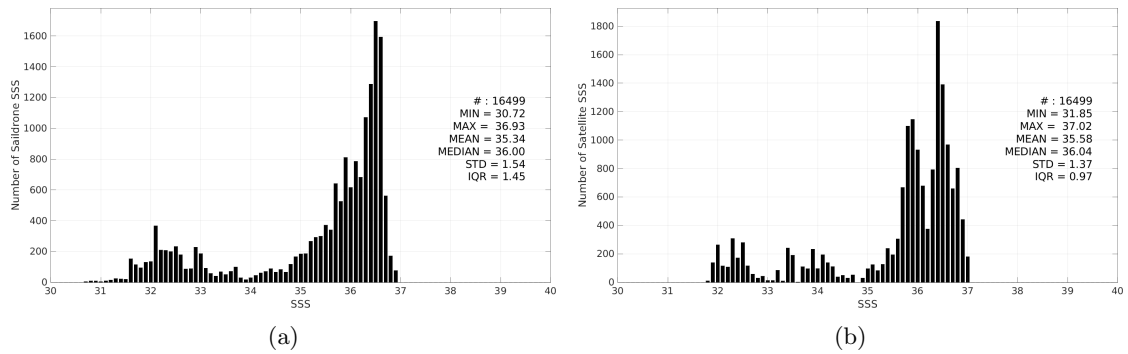 Number of Saildrone SSS
1600
1400
1200
1000
800
600
400
200
0
30 31 32 33 34 35 36 37 38 39 40
SSS
# : 16499
MIN = 30.72
MAX = 36.93
MEAN = 35.34
MEDIAN = 36.00
STD = 1.54
IQR = 1.45
(a)
Number of Satellite SSS
1800
1600
1400
1200
1000
800
600
400
200
0
30 31 32 33 34 35 36 37 38 39 40
SSS
# : 16499
MIN = 31.85
MAX = 37.02
MEAN = 35.58
MEDIAN = 36.04
STD = 1.37
IQR = 0.97
(b)